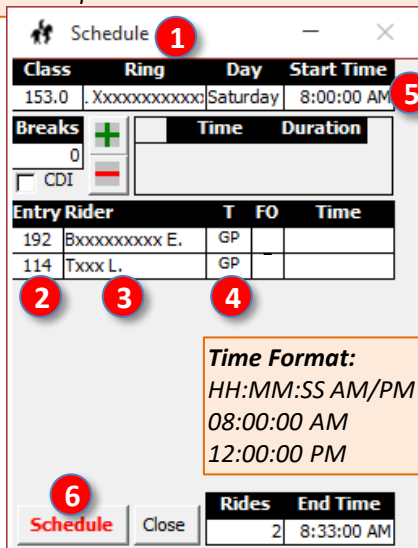 Schedule 1
Class Ring Day Start Time
153.0 . Xxxxxxxxxxx Saturday 8:00:00 AM 5
Breaks + Time Duration
0
CDI −
Entry Rider T FO Time
192 Bxxxxxxxxx E. GP
114 Txxx L. GP
2 3 4
Time Format:
HH:MM:SS AM/PM
08:00:00 AM
12:00:00 PM
6
Schedule Close Rides End Time
2 8:33:00 AM